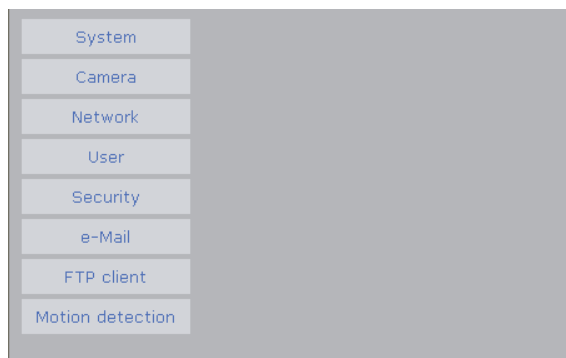 System
Camera
Network
User
Security
e-Mail
FTP client
Motion detection